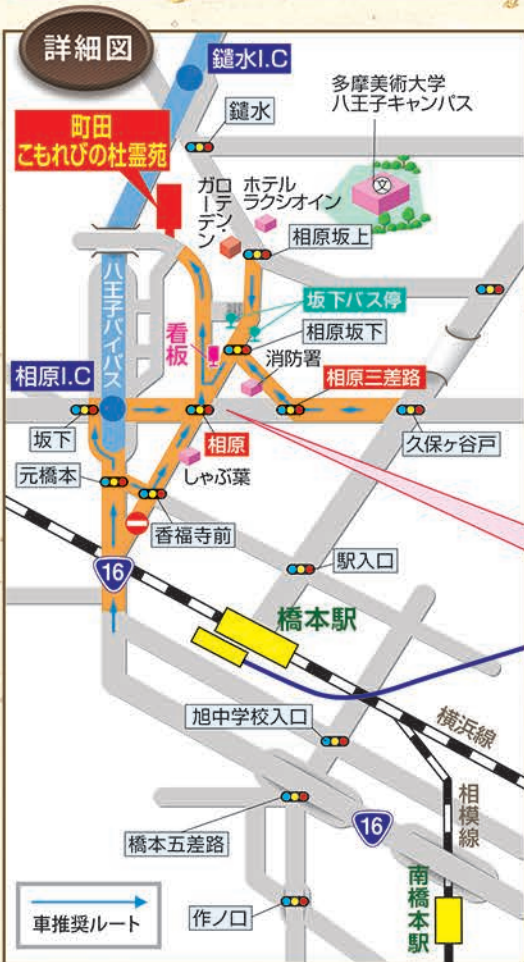 詳細図
鑓水I.C
鑓水
多摩美術大学
八王子キャンパス
町田
こもれびの杜霊苑
ロテン・
ガーデン
ホテル
ラクシオイン
相原坂上
八王子バイパス
坂下バス停
看板
相原坂下
消防署
相原I.C
相原三差路
坂下
相原
久保ヶ谷戸
元橋本
しゃぶ葉
香福寺前
16
駅入口
橋本駅
旭中学校入口
横浜線
16
相模線
橋本五差路
南橋本駅
作ノ口
車推奨ルート